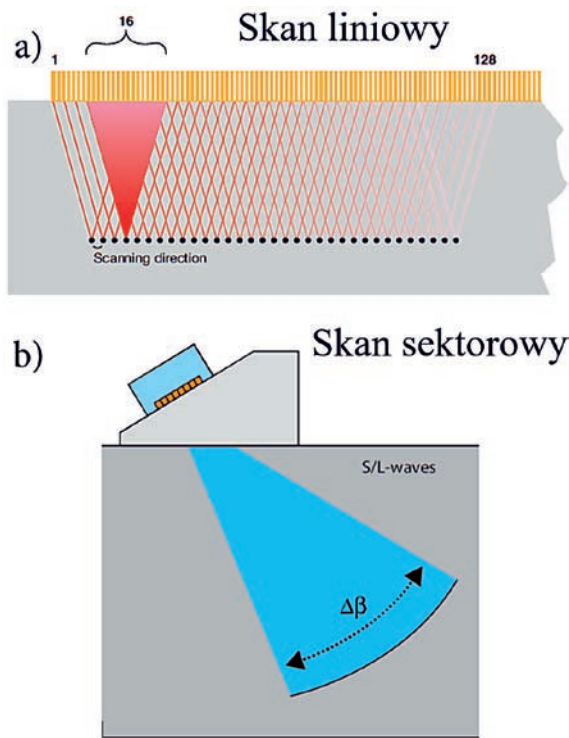 a)
16
Skan liniowy
1
128
Scanning direction
b)
Skan sektorowy
S/L-waves
Δβ